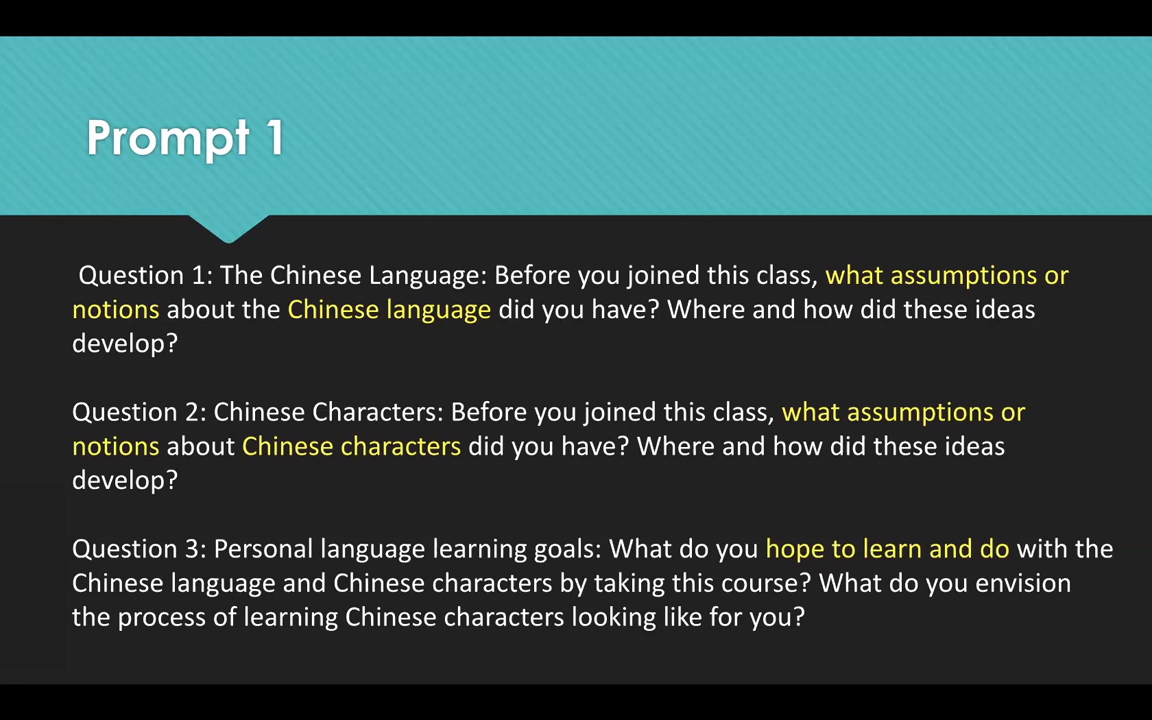 Prompt 1
Question 1: The Chinese Language: Before you joined this class, what assumptions or
notions about the Chinese language did you have? Where and how did these ideas
develop?
Question 2: Chinese Characters: Before you joined this class, what assumptions or
notions about Chinese characters did you have? Where and how did these ideas
develop?
Question 3: Personal language learning goals: What do you hope to learn and do with the
Chinese language and Chinese characters by taking this course? What do you envision
the process of learning Chinese characters looking like for you?